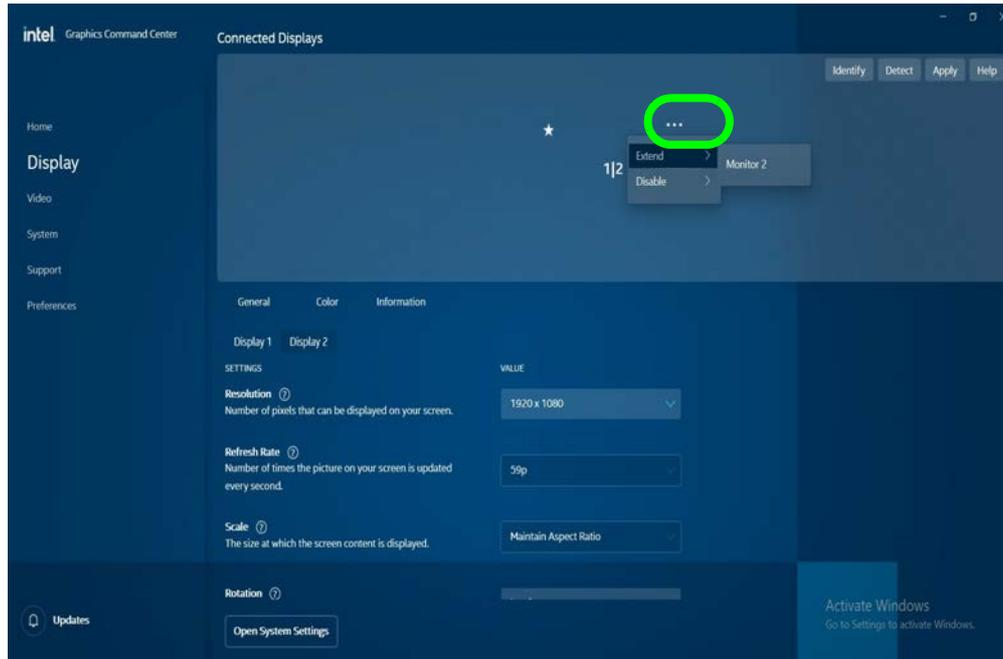 intel Graphics Command Center
Connected Displays
Identify Detect Apply Help
Home
Display
Video
System
Support
Preferences
★ ...
1|2
Extend >
Monitor 2
Disable >
General Color Information
Display 1 Display 2
SETTINGS VALUE
Resolution ?
Number of pixels that can be displayed on your screen.
1920 x 1080
Refresh Rate ?
Number of times the picture on your screen is updated
every second.
59p
Scale ?
The size at which the screen content is displayed.
Maintain Aspect Ratio
Rotation ?
Updates
Open System Settings
Activate Windows
Go to Settings to activate Windows.